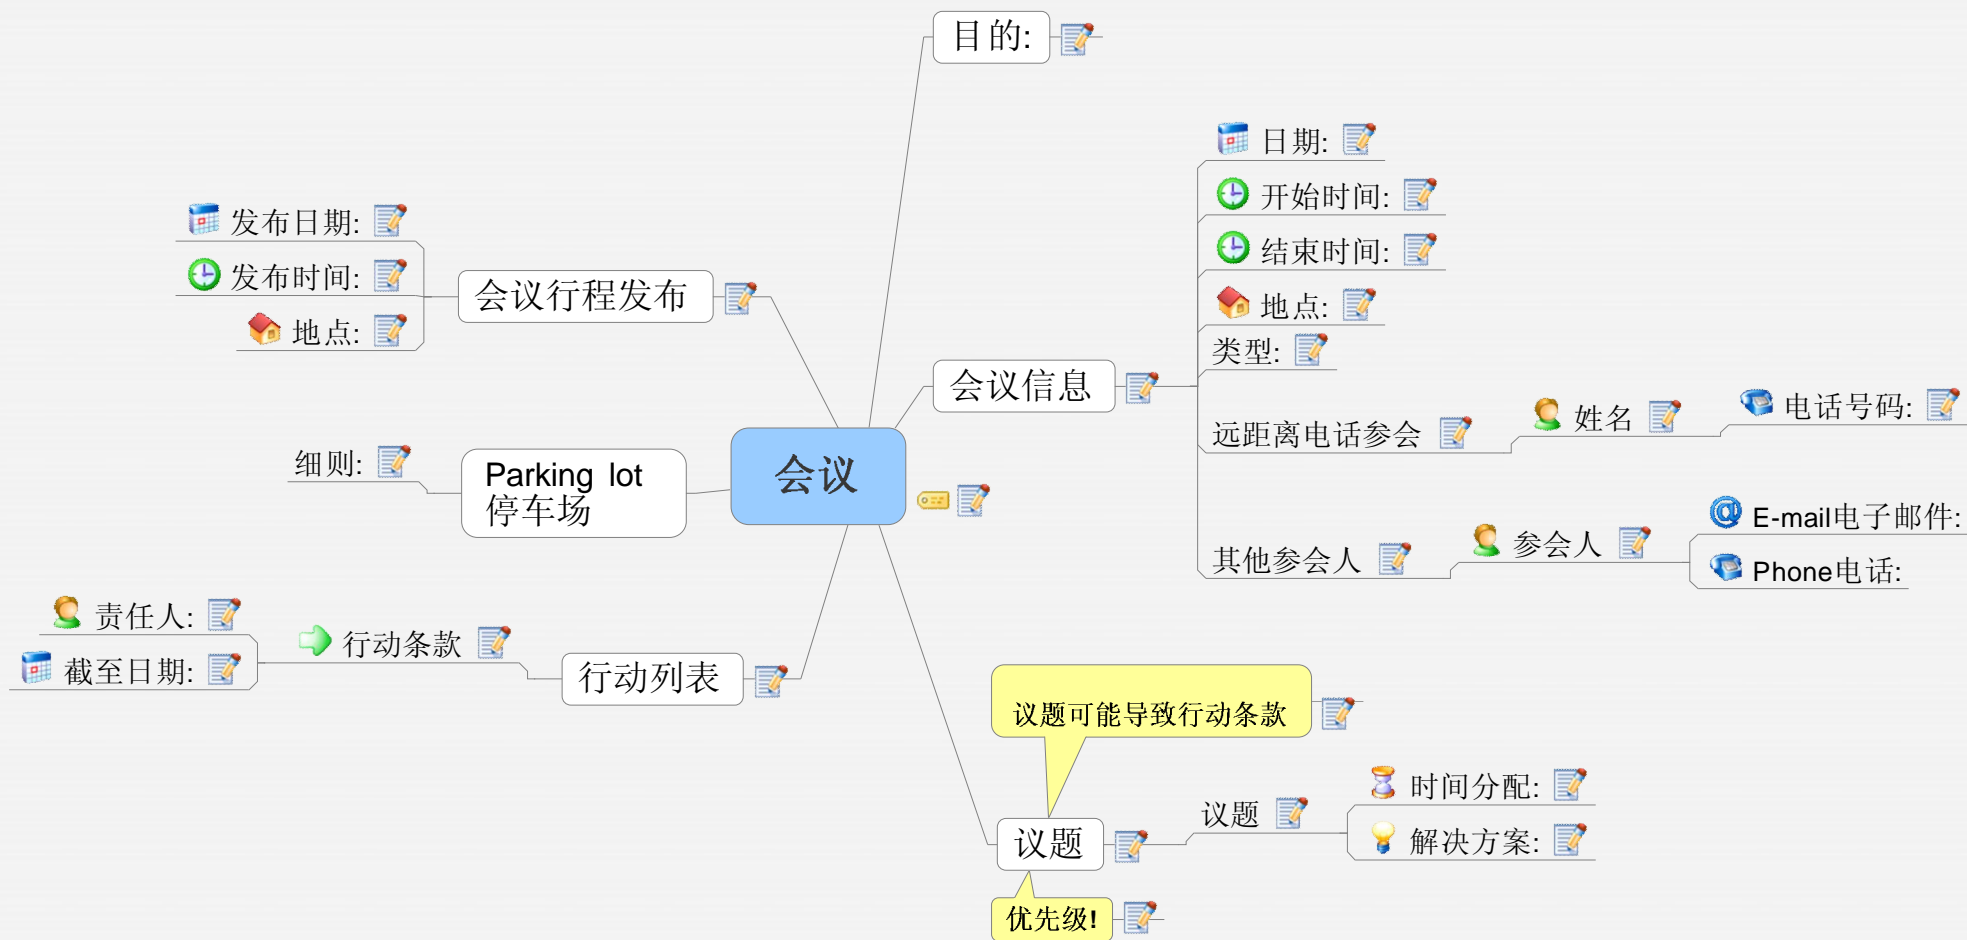 目的:
日期:
开始时间:
结束时间:
地点:
类型:
会议信息
远距离电话参会
姓名
电话号码:
其他参会人
参会人
E-mail电子邮件:
Phone电话:
发布日期:
发布时间:
地点:
会议行程发布
细则:
Parking lot
停车场
会议
责任人:
截至日期:
行动条款
行动列表
议题可能导致行动条款
议题
议题
时间分配:
解决方案:
优先级!